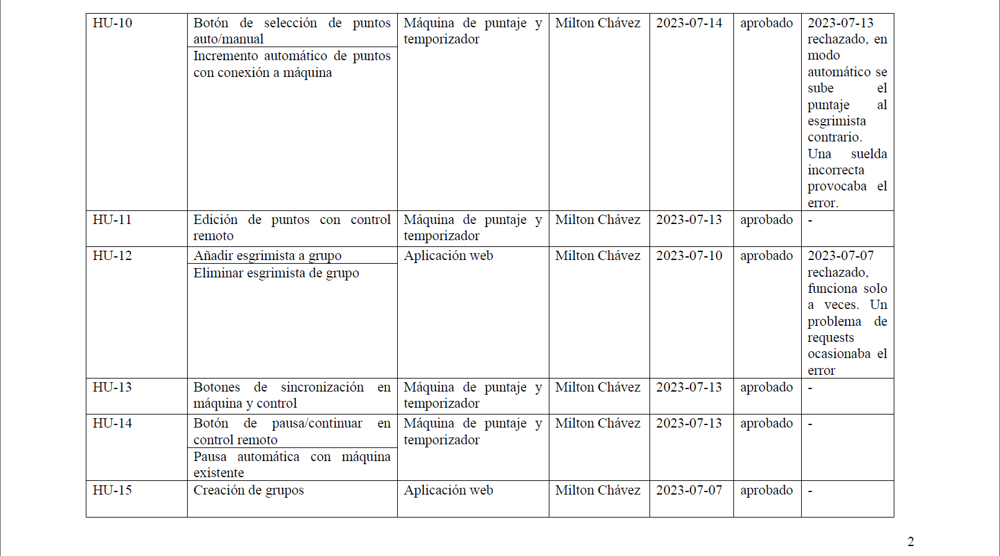 HU-10
Botón de selección de puntos
auto/manual
Incremento automático de puntos
con conexión a máquina
Máquina de puntaje y
temporizador
Milton Chávez
2023-07-14
aprobado
2023-07-13
rechazado, en
modo
automático se
sube el
puntaje al
esgrimista
contrario.
Una suelda
incorrecta
provocaba el
error.
HU-11
Edición de puntos con control
remoto
Máquina de puntaje y
temporizador
Milton Chávez
2023-07-13
aprobado
-
HU-12
Añadir esgrimista a grupo
Eliminar esgrimista de grupo
Aplicación web
Milton Chávez
2023-07-10
aprobado
2023-07-07
rechazado,
funciona solo
a veces. Un
problema de
requests
ocasionaba el
error
HU-13
Botones de sincronización en
máquina y control
Máquina de puntaje y
temporizador
Milton Chávez
2023-07-13
aprobado
-
HU-14
Botón de pausa/continuar en
control remoto
Pausa automática con máquina
existente
Máquina de puntaje y
temporizador
Milton Chávez
2023-07-13
aprobado
-
HU-15
Creación de grupos
Aplicación web
Milton Chávez
2023-07-07
aprobado
-
2